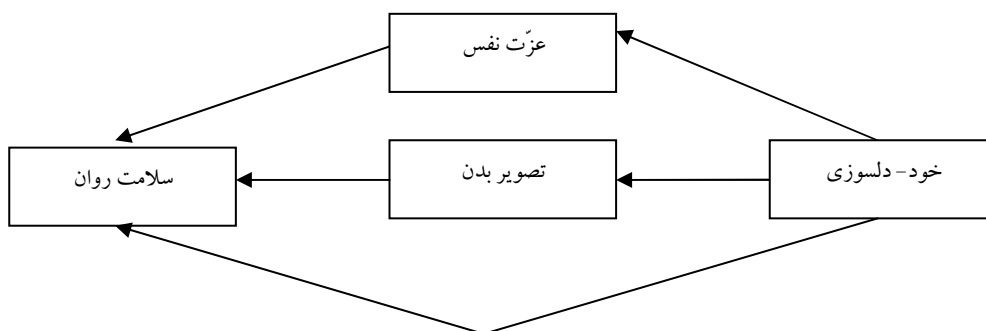 عزّت نفس
خود- دلسوزی
تصویر بدن
سلامت روان